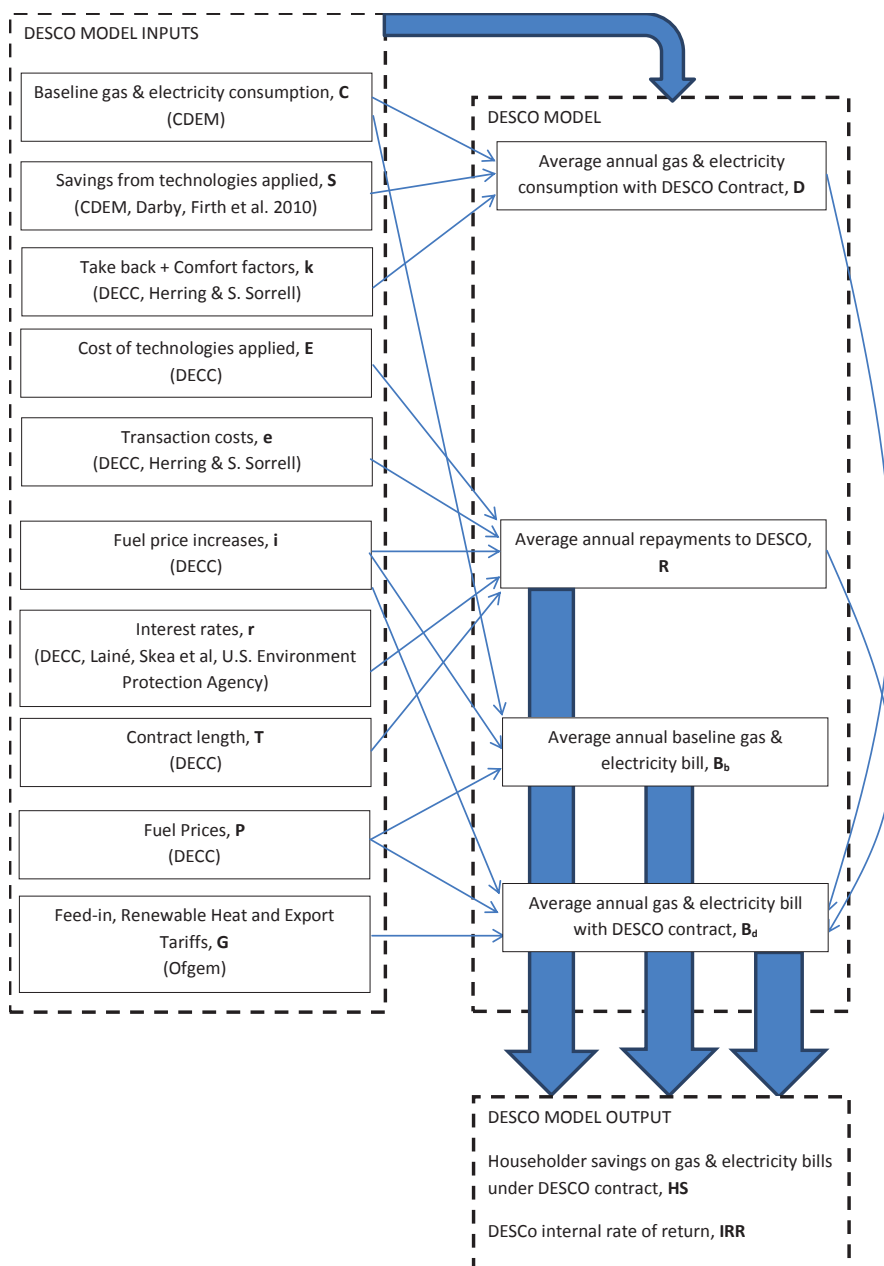 DESCO MODEL INPUTS
Baseline gas & electricity consumption, C
(CDEM)
Savings from technologies applied, S
(CDEM, Darby, Firth et al. 2010)
Take back + Comfort factors, k
(DECC, Herring & S. Sorrell)
Cost of technologies applied, E
(DECC)
Transaction costs, e
(DECC, Herring & S. Sorrell)
Fuel price increases, i
(DECC)
Interest rates, r
(DECC, Lainé, Skea et al, U.S. Environment
Protection Agency)
Contract length, T
(DECC)
Fuel Prices, P
(DECC)
Feed-in, Renewable Heat and Export
Tariffs, G
(Ofgem)
DESCO MODEL
Average annual gas & electricity
consumption with DESCO Contract, D
Average annual repayments to DESCO,
R
Average annual baseline gas &
electricity bill, Bb
Average annual gas & electricity bill
with DESCO contract, Bd
DESCO MODEL OUTPUT
Householder savings on gas & electricity bills
under DESCO contract, HS
DESCo internal rate of return, IRR